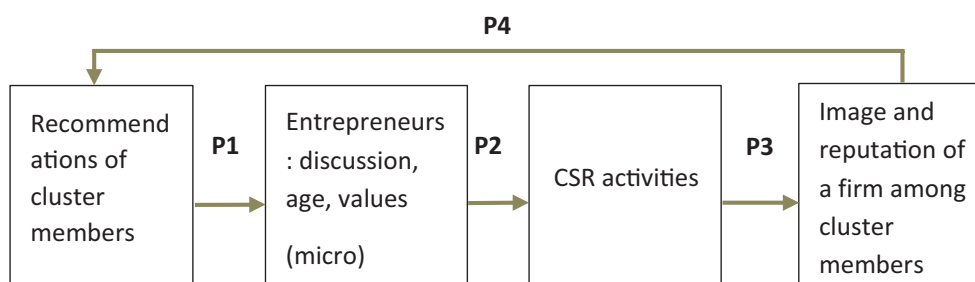 P4
Recommend
ations of
cluster
members
P1
Entrepreneurs
: discussion,
age, values
(micro)
P2
CSR activities
P3
Image and
reputation of
a firm among
cluster
members